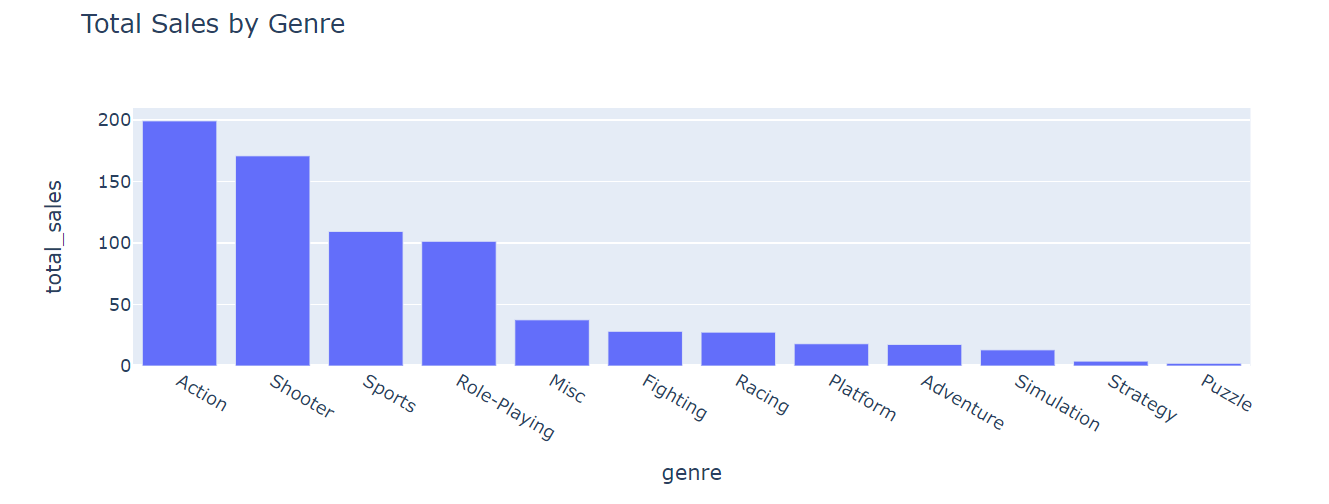 Total Sales by Genre
total_sales
200
150
100
50
0
Action
Shooter
Sports
Role-Playing
Misc
Fighting
Racing
Platform
Adventure
Simulation
Strategy
Puzzle
genre